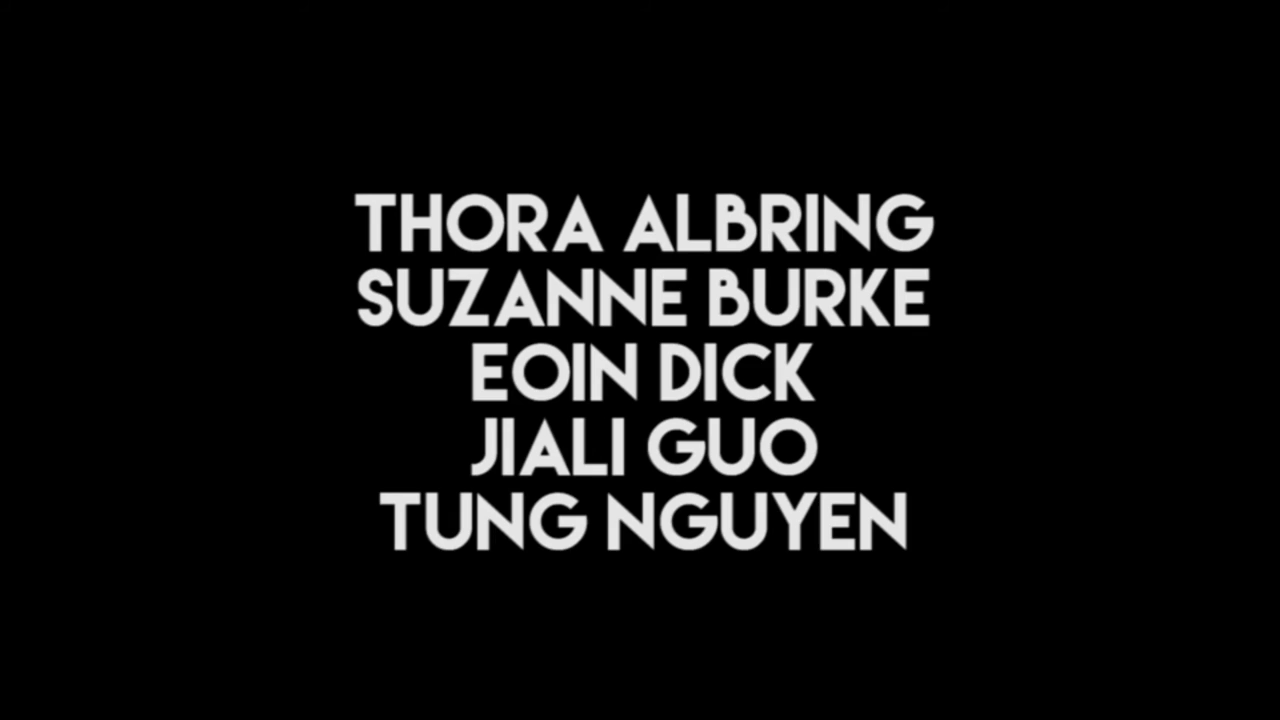 THORA ALBRING
SUZANNE BURKE
EOIN DICK
JIALI GUO
TUNG NGUYEN